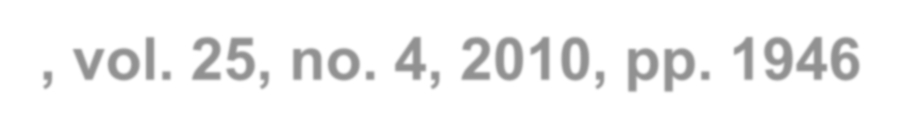 , vol. 25, no. 4, 2010, pp. 1946